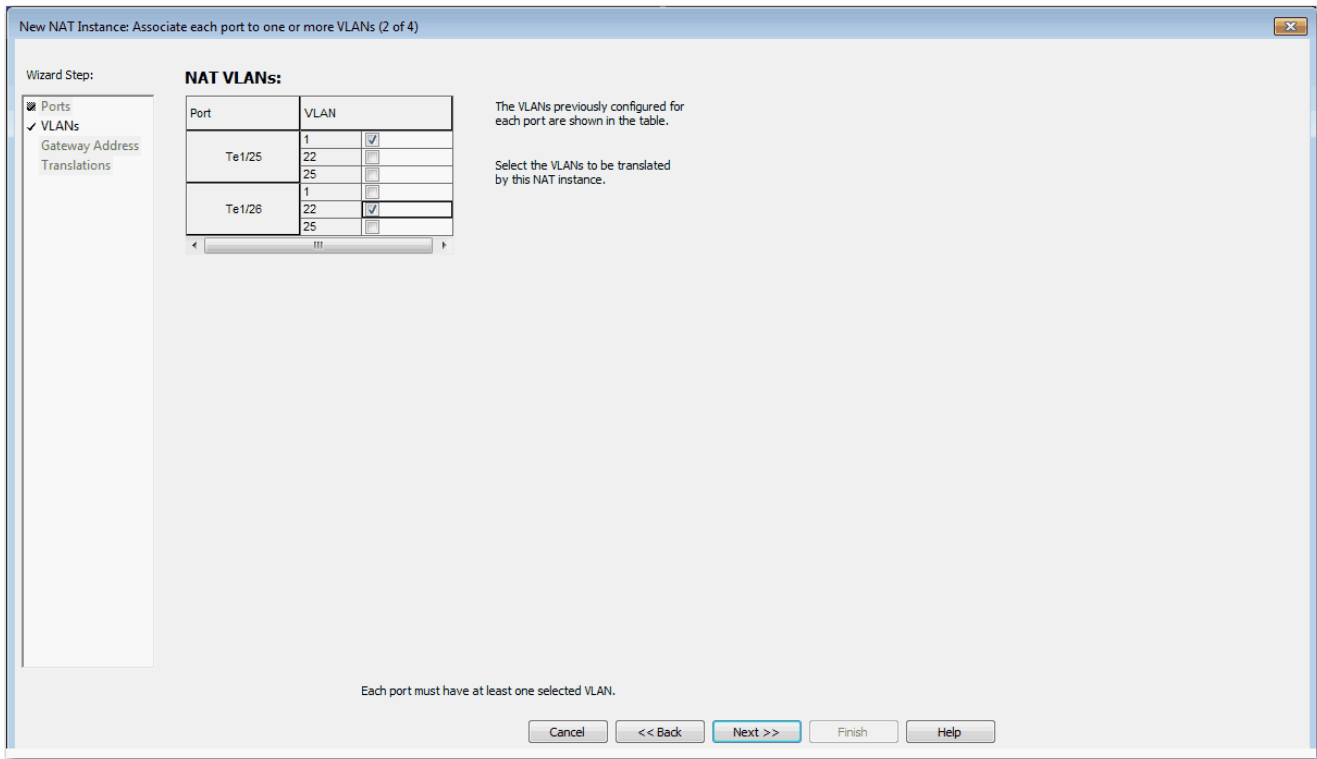 New NAT Instance: Associate each port to one or more VLANs (2 of 4)
Wizard Step:
Ports
VLANs
Gateway Address
Translations
NAT VLANs:
Port VLAN
Te1/25
1
22
25
Te1/26
1
22
25
The VLANs previously configured for
each port are shown in the table.
Select the VLANs to be translated
by this NAT instance.
Each port must have at least one selected VLAN.
Cancel << Back Next >> Finish Help